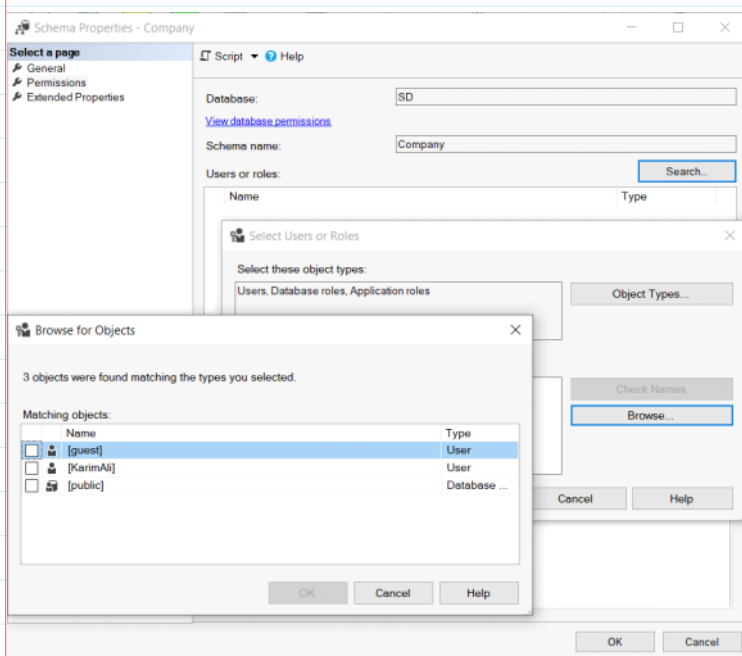 Schema Properties - Company
Select a page
General
Permissions
Extended Properties
Script Help
Database: SD
View database permissions
Schema name: Company
Users or roles: Search...
Name Type
Select Users or Roles
Select these object types:
Users, Database roles, Application roles
Object Types...
Check Names
Browse...
Cancel Help
Browse for Objects
3 objects were found matching the types you selected.
Matching objects:
Name Type
[guest] User
[KarimAli] User
[public] Database ...
OK Cancel Help
OK Cancel